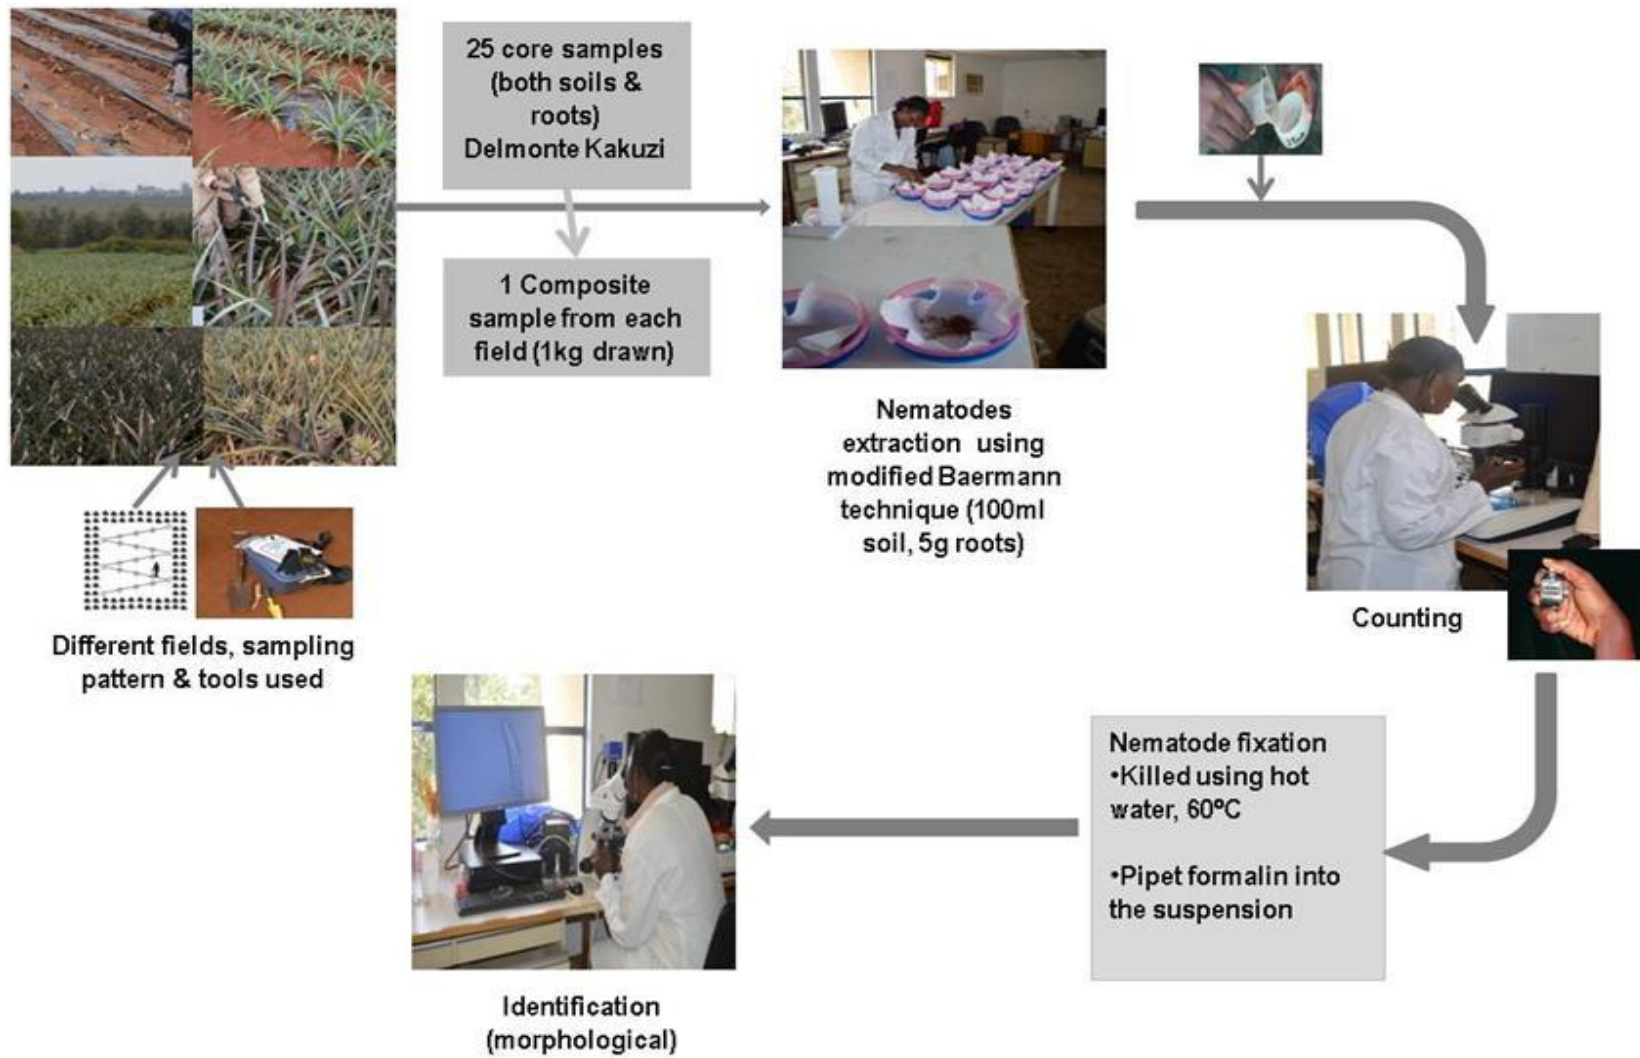 25 core samples
(both soils &
roots)
Delmonte Kakuzi
1 Composite
sample from each
field (1kg drawn)
Nematodes
extraction using
modified Baermann
technique (100ml
soil, 5g roots)
Counting
Different fields, sampling
pattern & tools used
Nematode fixation
•Killed using hot
water, 60ºC
•Pipet formalin into
the suspension
Identification
(morphological)